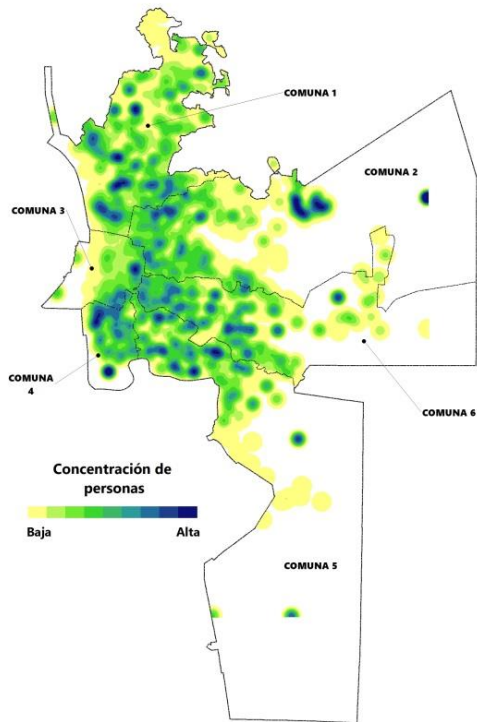 COMUNA 1
COMUNA 2
COMUNA 3
COMUNA
4
COMUNA 6
Concentración de
personas
Baja
Alta
COMUNA 5